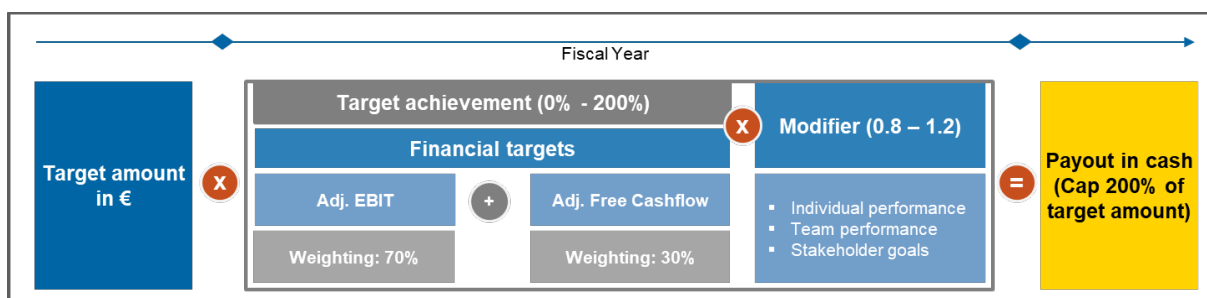 Fiscal Year
Target amount
in €
x
Target achievement (0%  - 200%)
Financial targets
Adj. EBIT
+
Adj. Free Cashflow
Weighting: 70%
Weighting: 30%
x
Modifier (0.8 – 1.2)
▪ Individual performance
▪ Team performance
▪ Stakeholder goals
=
Payout in cash
(Cap 200% of
target amount)